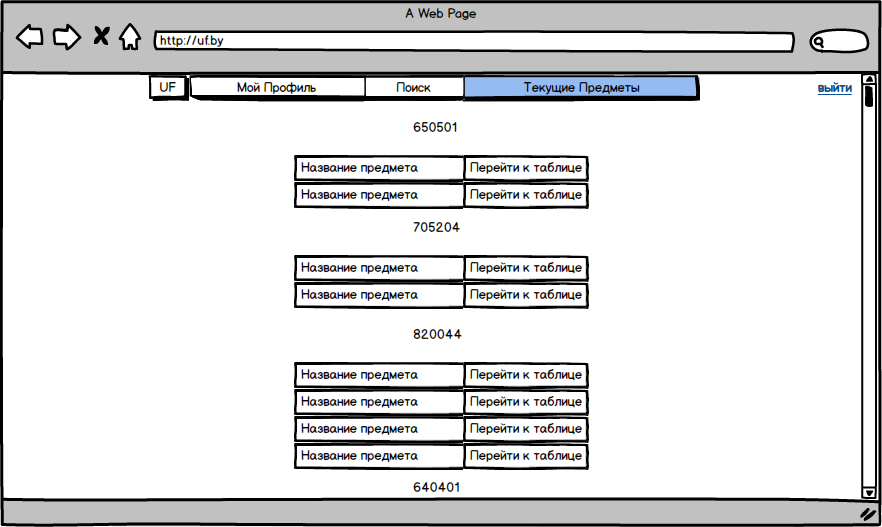 A Web Page
http://uf.by
UF Мой Профиль Поиск Текущие Предметы выйти
650501
Название предмета Перейти к таблице
Название предмета Перейти к таблице
705204
Название предмета Перейти к таблице
Название предмета Перейти к таблице
820044
Название предмета Перейти к таблице
Название предмета Перейти к таблице
Название предмета Перейти к таблице
Название предмета Перейти к таблице
640401